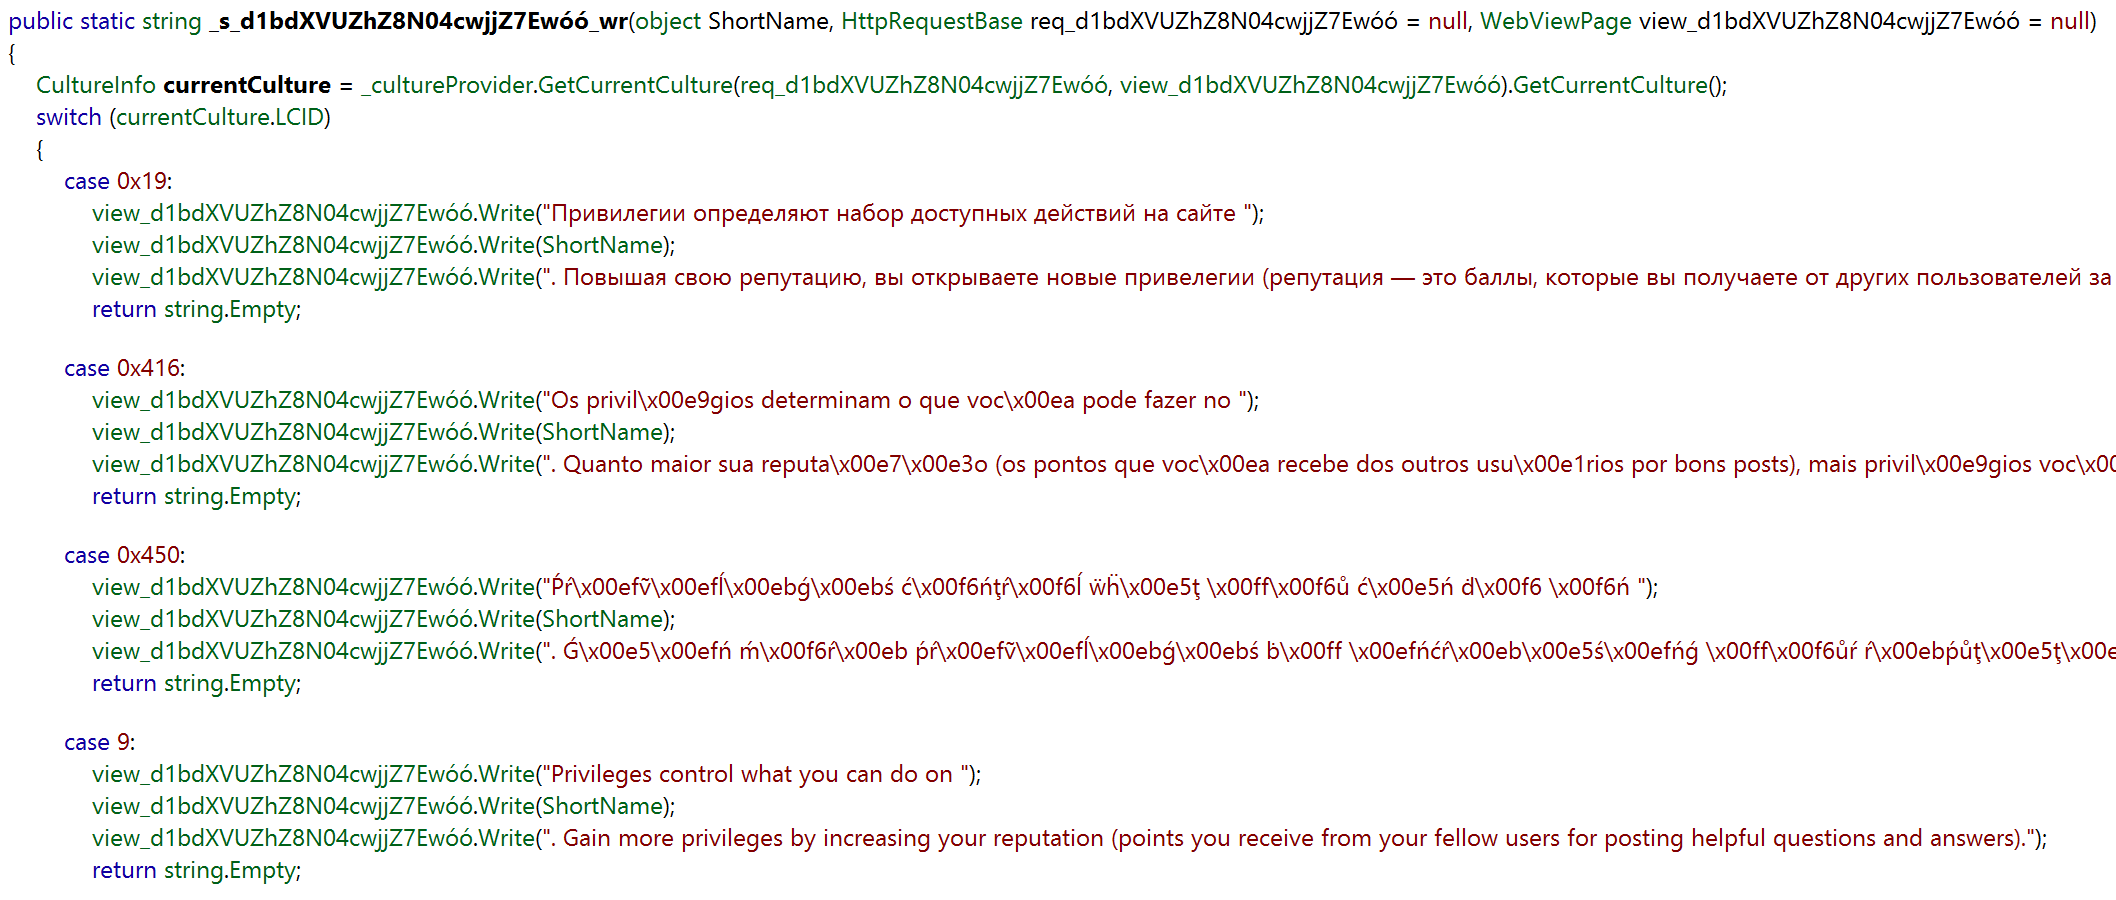 public static string _s_d1bdXVUZhZ8N04cwjjZ7Ewóó_wr(object ShortName, HttpRequestBase req_d1bdXVUZhZ8N04cwjjZ7Ewóó = null, WebViewPage view_d1bdXVUZhZ8N04cwjjZ7Ewóó = null)
{
CultureInfo currentCulture = _cultureProvider.GetCurrentCulture(req_d1bdXVUZhZ8N04cwjjZ7Ewóó, view_d1bdXVUZhZ8N04cwjjZ7Ewóó).GetCurrentCulture();
switch (currentCulture.LCID)
{
case 0x19:
view_d1bdXVUZhZ8N04cwjjZ7Ewóó.Write("Привилегии определяют набор доступных действий на сайте ");
view_d1bdXVUZhZ8N04cwjjZ7Ewóó.Write(ShortName);
view_d1bdXVUZhZ8N04cwjjZ7Ewóó.Write(". Повышая свою репутацию, вы открываете новые привелегии (репутация — это баллы, которые вы получаете от других пользователей за
return string.Empty;
case 0x416:
view_d1bdXVUZhZ8N04cwjjZ7Ewóó.Write("Os privil\x00e9gios determinam o que voc\x00ea pode fazer no ");
view_d1bdXVUZhZ8N04cwjjZ7Ewóó.Write(ShortName);
view_d1bdXVUZhZ8N04cwjjZ7Ewóó.Write(". Quanto maior sua reputa\x00e7\x00e3o (os pontos que voc\x00ea recebe dos outros usu\x00e1rios por bons posts), mais privil\x00e9gios voc\x00
return string.Empty;
case 0x450:
view_d1bdXVUZhZ8N04cwjjZ7Ewóó.Write("Ṕŕ\x00efṽ\x00efĺ\x00ebǵ\x00ebś ć\x00f6ńţŕ\x00f6ĺ ẅḧ\x00e5ţ \x00ff\x00f6ů ć\x00e5ń ḋ\x00f6 \x00f6ń ");
view_d1bdXVUZhZ8N04cwjjZ7Ewóó.Write(ShortName);
view_d1bdXVUZhZ8N04cwjjZ7Ewóó.Write(". Ǵ\x00e5\x00efń ḿ\x00f6ŕ\x00eb ṕŕ\x00efṽ\x00efĺ\x00ebǵ\x00ebś ḃ\x00ff \x00efńćŕ\x00eb\x00e5ś\x00efńǵ \x00ff\x00f6ůŕ ŕ\x00ebṕůţ\x00e5ţ\x00e
return string.Empty;
case 9:
view_d1bdXVUZhZ8N04cwjjZ7Ewóó.Write("Privileges control what you can do on ");
view_d1bdXVUZhZ8N04cwjjZ7Ewóó.Write(ShortName);
view_d1bdXVUZhZ8N04cwjjZ7Ewóó.Write(". Gain more privileges by increasing your reputation (points you receive from your fellow users for posting helpful questions and answers).");
return string.Empty;